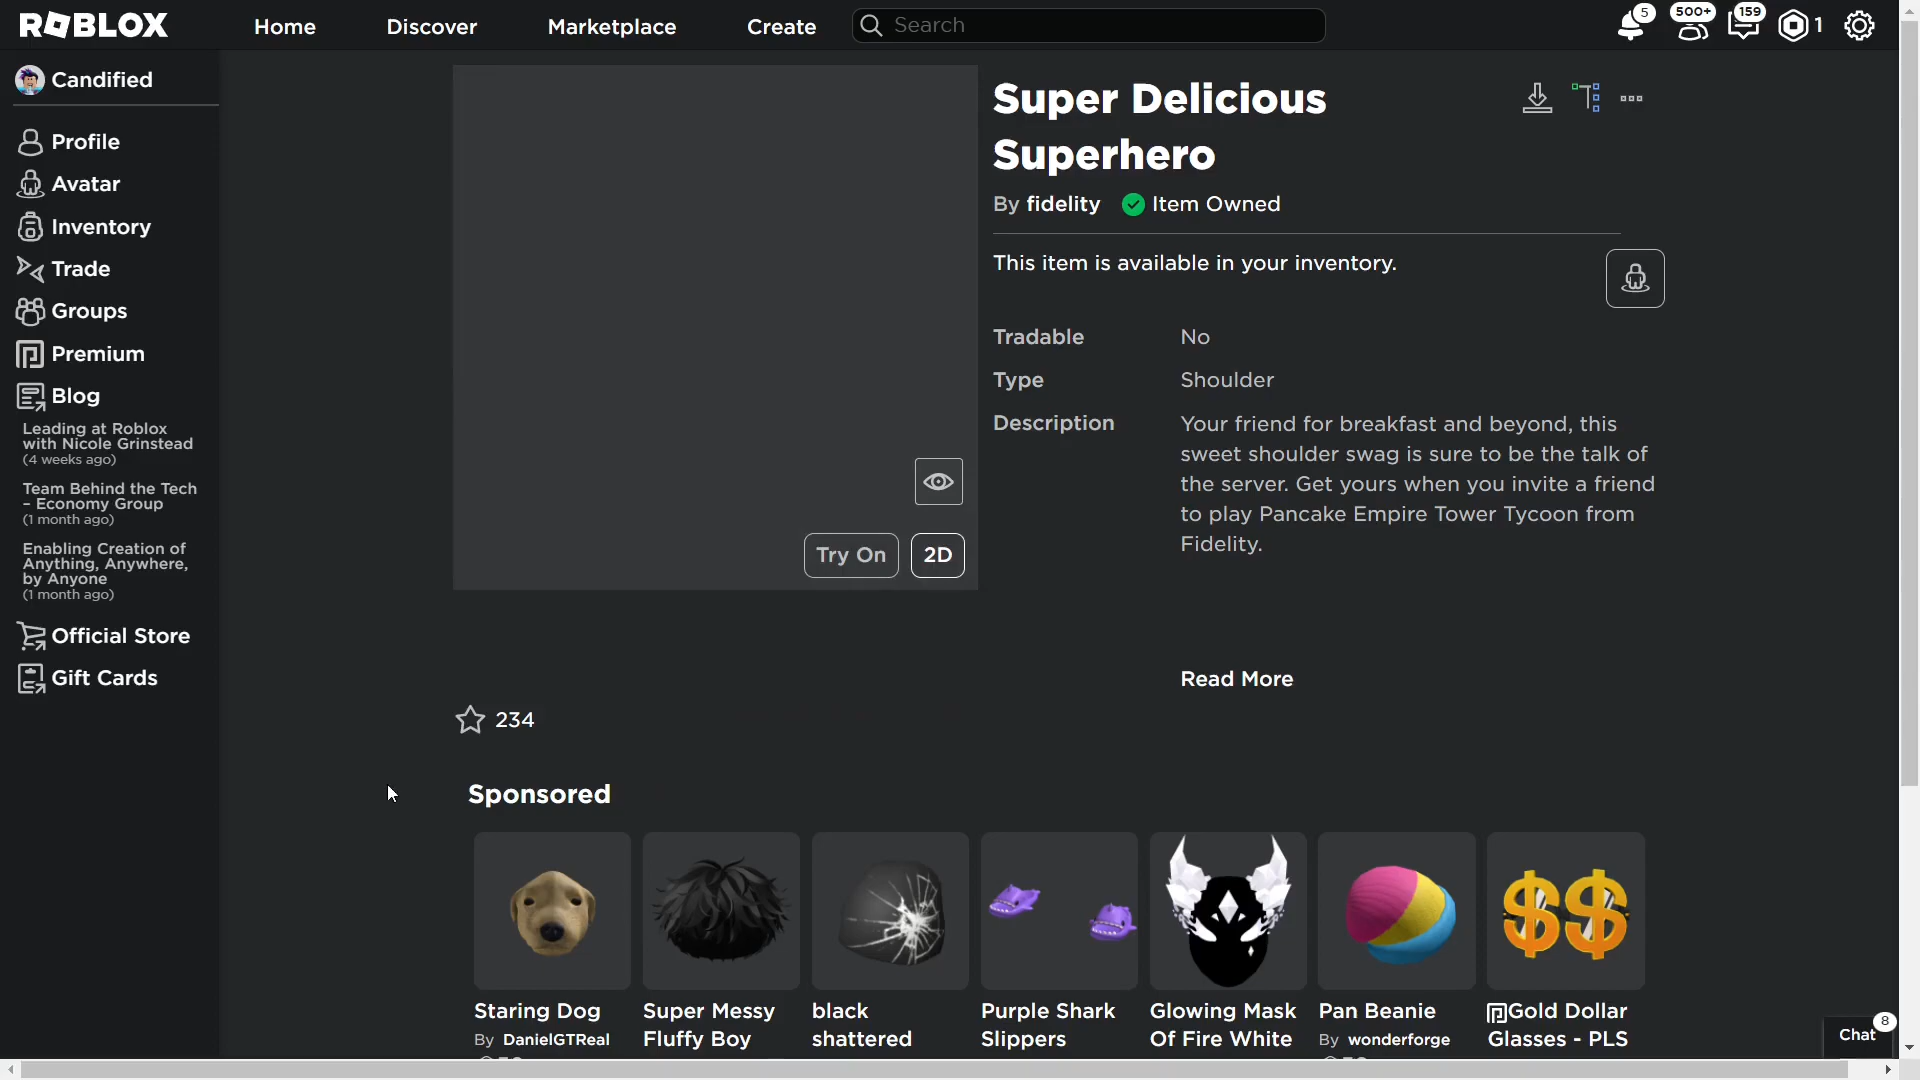 ROBLOX
Home
Discover
Marketplace
Create
Search
5
500+
159
1
Candified
Profile
Avatar
Inventory
Trade
Groups
Premium
Blog
Leading at Roblox
with Nicole Grinstead
(4 weeks ago)
Team Behind the Tech
– Economy Group
(1 month ago)
Enabling Creation of
Anything, Anywhere,
by Anyone
(1 month ago)
Official Store
Gift Cards
Try On
2D
Super Delicious
Superhero
By fidelity
Item Owned
This item is available in your inventory.
Tradable
No
Type
Shoulder
Description
Your friend for breakfast and beyond, this
sweet shoulder swag is sure to be the talk of
the server. Get yours when you invite a friend
to play Pancake Empire Tower Tycoon from
Fidelity.
Read More
234
Sponsored
Staring Dog
By DanielGTReal
Super Messy
Fluffy Boy
black
shattered
Purple Shark
Slippers
Glowing Mask
Of Fire White
Pan Beanie
By wonderforge
Gold Dollar
Glasses - PLS
Chat
8